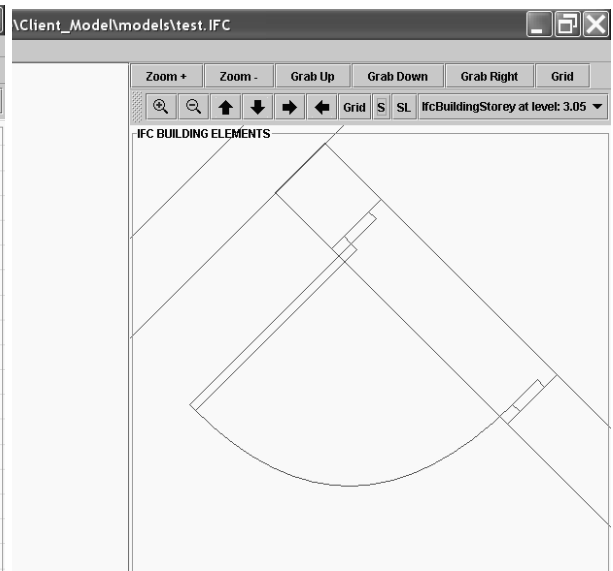 \Client_Model\models\test.IFC
Zoom + Zoom - Grab Up Grab Down Grab Right Grid
Grid S SL IfcBuildingStorey at level: 3.05
IFC BUILDING ELEMENTS